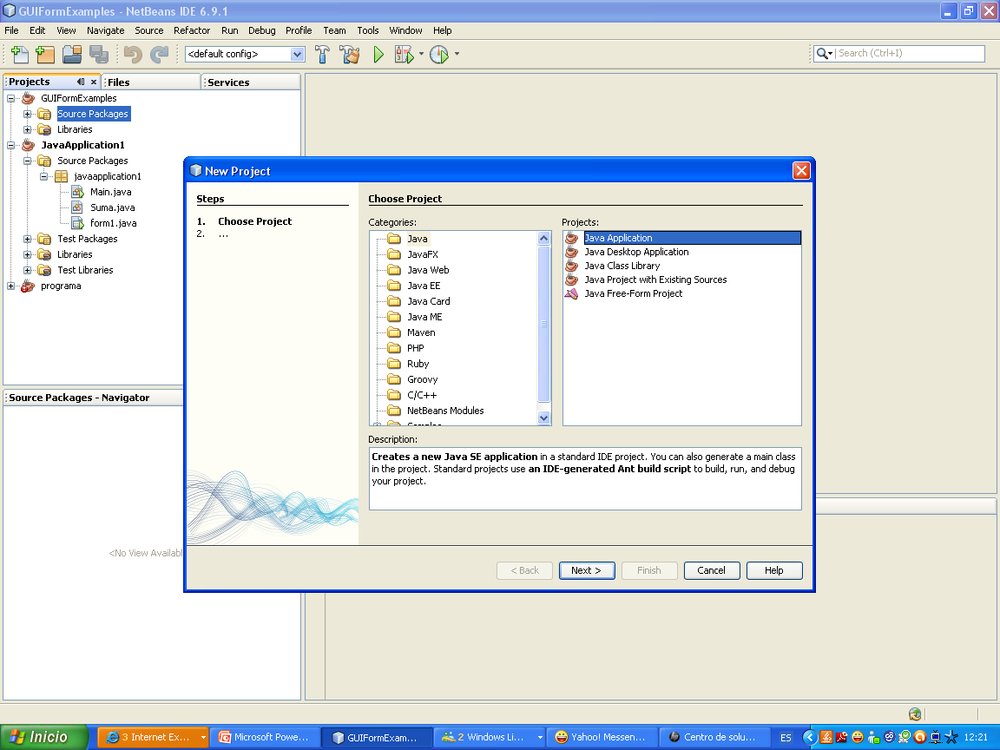 GUIFormExamples - NetBeans IDE 6.9.1
File Edit View Navigate Source Refactor Run Debug Profile Team Tools Window Help
<default config>
Search (Ctrl+I)
Projects
Files
Services
GUIFormExamples
Source Packages
Libraries
JavaApplication1
Source Packages
javaapplication1
Main.java
Suma.java
form1.java
Test Packages
Libraries
Test Libraries
programa
Source Packages - Navigator
<No View Availabl
New Project
Steps
1. Choose Project
2. ...
Choose Project
Categories:
Java
JavaFX
Java Web
Java EE
Java Card
Java ME
Maven
PHP
Ruby
Groovy
C/C++
NetBeans Modules
Projects:
Java Application
Java Desktop Application
Java Class Library
Java Project with Existing Sources
Java Free-Form Project
Description:
Creates a new Java SE application in a standard IDE project. You can also generate a main class
in the project. Standard projects use an IDE-generated Ant build script to build, run, and debug
your project.
< Back
Next >
Finish
Cancel
Help
Inicio
3 Internet Ex...
Microsoft Powe...
GUIFormExam...
2 Windows Li...
Yahoo! Messen...
Centro de solu...
ES
12:21